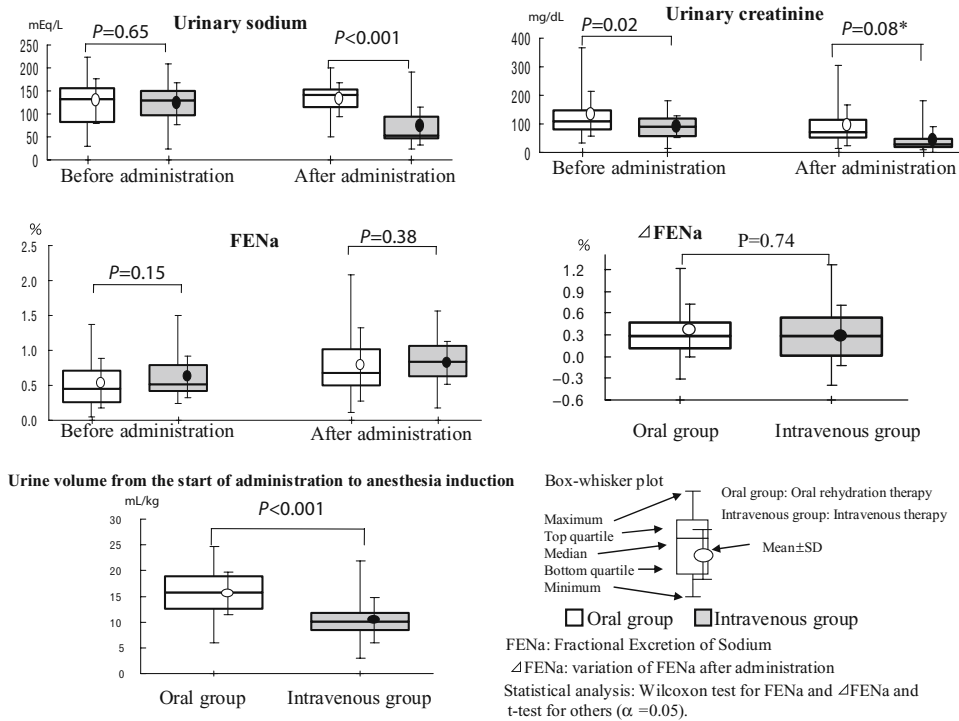 Urinary sodium
mEq/L
P=0.65
P<0.001
250
200
150
100
50
0
Before administration
After administration
Urinary creatinine
mg/dL
P=0.02
P=0.08*
400
300
200
100
0
Before administration
After administration
FENa
%
P=0.15
P=0.38
2.5
2.0
1.5
1.0
0.5
0.0
Before administration
After administration
⊿FENa
%
P=0.74
1.2
0.9
0.6
0.3
0.0
−0.3
−0.6
Oral group
Intravenous group
Urine volume from the start of administration to anesthesia induction
mL/kg
P<0.001
30
25
20
15
10
5
0
Oral group
Intravenous group
Box-whisker plot
Maximum
Top quartile
Median
Bottom quartile
Minimum
Oral group: Oral rehydration therapy
Intravenous group: Intravenous therapy
Mean±SD
Oral group
Intravenous group
FENa: Fractional Excretion of Sodium
⊿FENa: variation of FENa after administration
Statistical analysis: Wilcoxon test for FENa and ⊿FENa and
t-test for others (α =0.05).